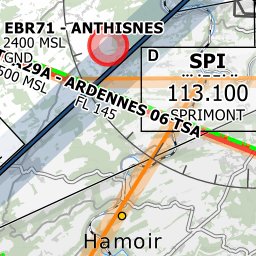 EBR71 - ANTHISNES
2400 MSL
GND
500 MSL
29A - ARDENNES 06 TSA
FL 145
D
SPI
113.100
SPRIMONT
Hamoir